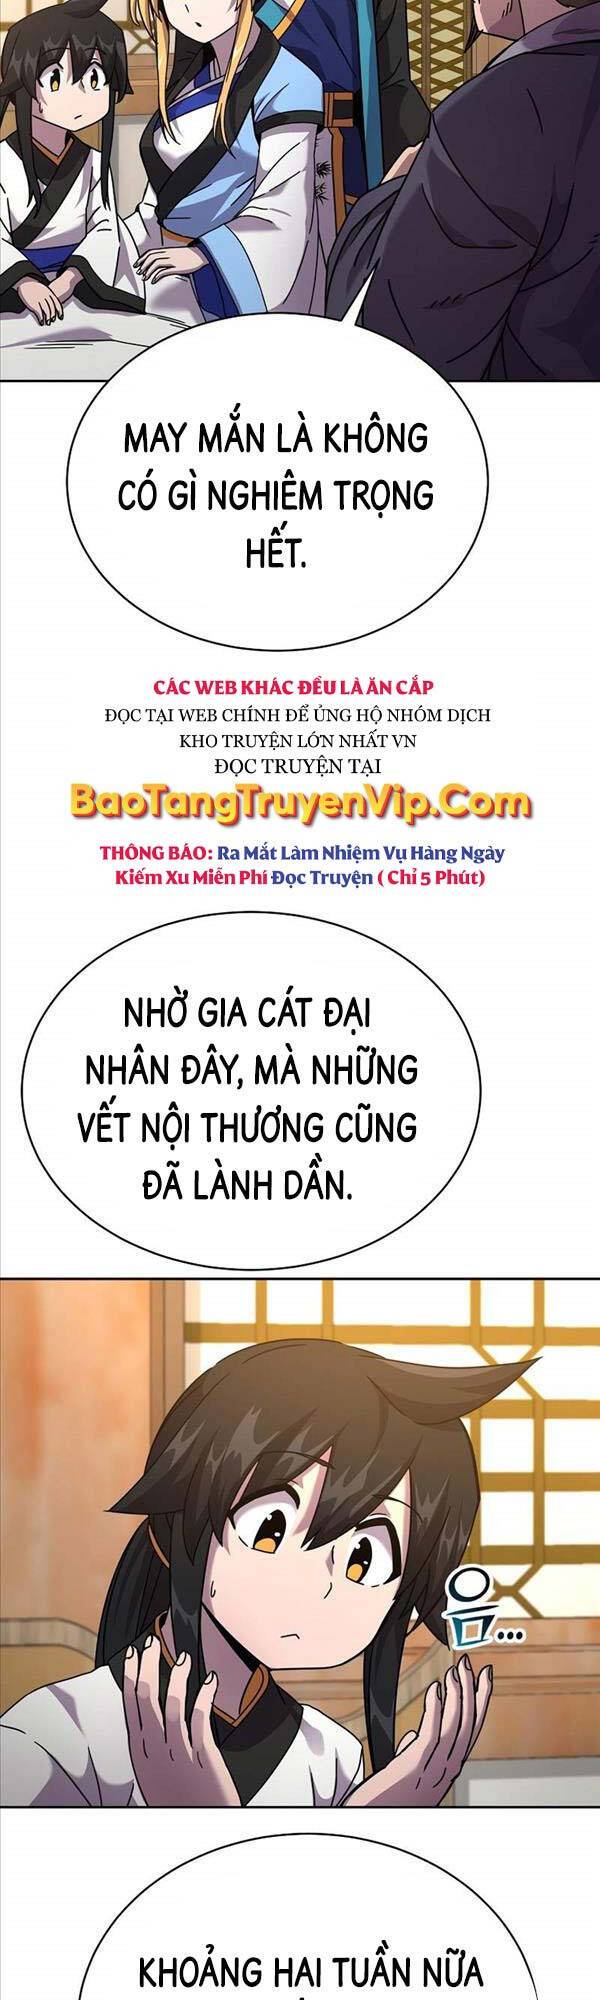 MAY MẮN LÀ KHÔNG
CÓ GÌ NGHIÊM TRỌNG
HẾT.
CÁC WEB KHÁC ĐỀU LÀ ĂN CẮP
ĐỌC TẠI WEB CHÍNH ĐỂ ỦNG HỘ NHÓM DỊCH
KHO TRUYỆN LỚN NHẤT VN
ĐỌC TRUYỆN TẠI
BaoTangTruyenVip.Com
THÔNG BÁO: Ra Mắt Làm Nhiệm Vụ Hàng Ngày
Kiếm Xu Miễn Phí Đọc Truyện ( Chỉ 5 Phút)
NHỜ GIA CÁT ĐẠI
NHÂN ĐÂY, MÀ NHỮNG
VẾT NỘI THƯƠNG CŨNG
ĐÃ LÀNH DẦN.
음...
KHOẢNG HAI TUẦN NỮA